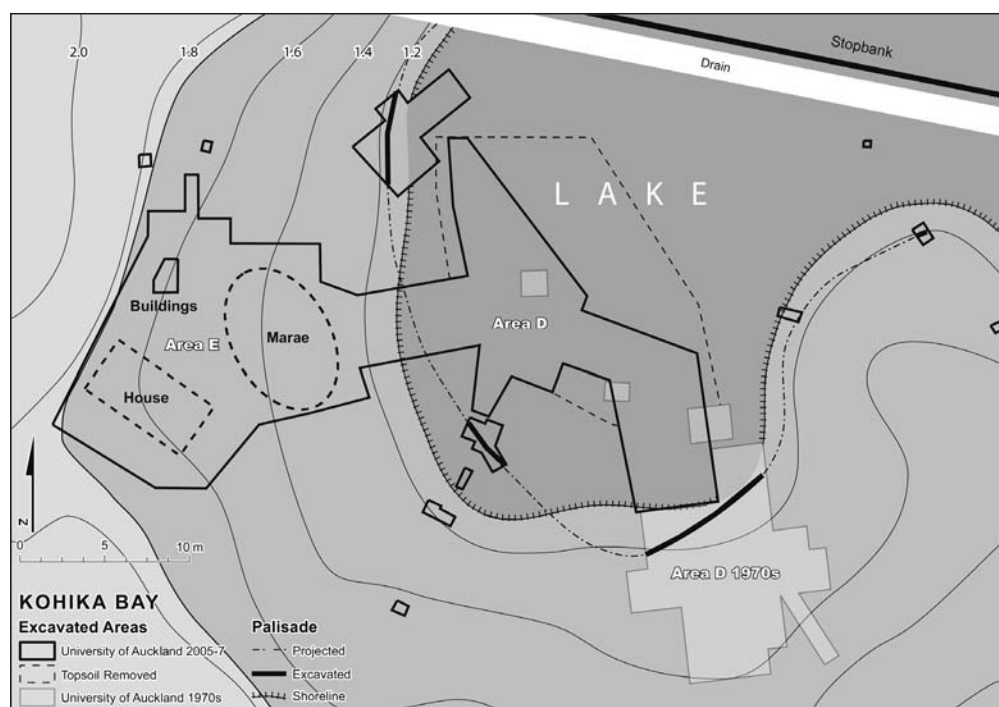 2.0
1.8
1.6
1.4
1.2
Stopbank
Drain
LAKE
Buildings
Area E
Marae
Area D
House
N
0 5 10 m
Area D 1970s
KOHIKA BAY
Excavated Areas
University of Auckland 2005-7
Topsoil Removed
University of Auckland 1970s
Palisade
Projected
Excavated
Shoreline